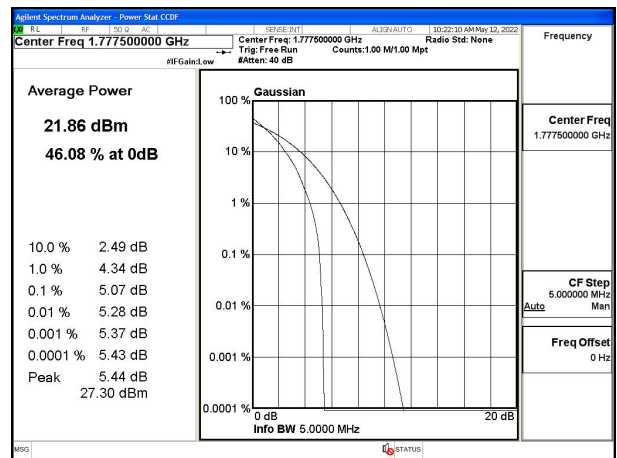 Agilent Spectrum Analyzer - Power Stat CCDF
RL RF 50 Ω AC SENSE:INT ALIGN AUTO 10:22:10 AM May 12, 2022
Center Freq 1.777500000 GHz
Center Freq: 1.777500000 GHz Radio Std: None
Trig: Free Run Counts:1.00 M/1.00 Mpt
#IFGain:Low #Atten: 40 dB
Frequency
Average Power
21.86 dBm
46.08 % at 0dB
10.0 % 2.49 dB
1.0 % 4.34 dB
0.1 % 5.07 dB
0.01 % 5.28 dB
0.001 % 5.37 dB
0.0001 % 5.43 dB
Peak 5.44 dB
27.30 dBm
Gaussian
100 %
10 %
1 %
0.1 %
0.01 %
0.001 %
0.0001 %
0 dB 20 dB
Info BW 5.0000 MHz
Center Freq
1.777500000 GHz
CF Step
5.000000 MHz
Auto Man
Freq Offset
0 Hz
MSG STATUS